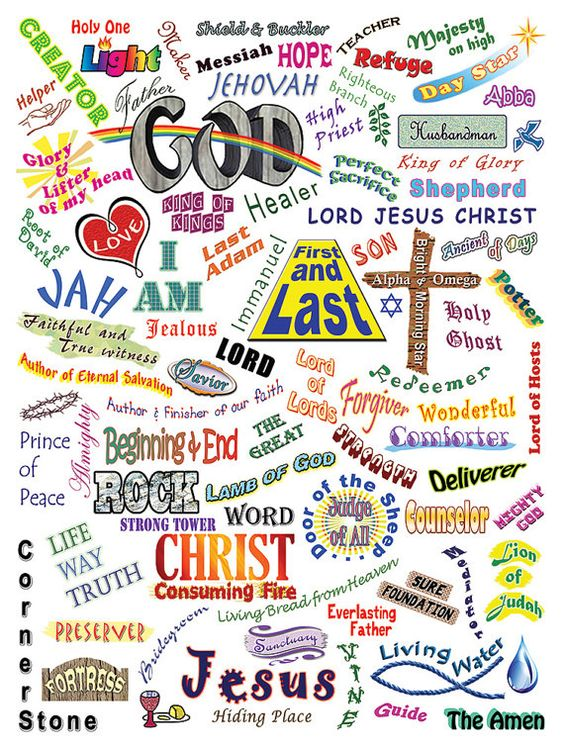 CREATOR
Holy One
Light
Maker
Shield & Buckler
Messiah
HOPE
TEACHER
Refuge
Majesty
on high
Day Star
Helper
Father
JEHOVAH
Righteous
Branch
Abba
GOD
High
Priest
Husbandman
Glory
&
Lifter
of my head
KING OF
KINGS
Healer
Perfect
Sacrifice
King of Glory
Shepherd
LORD JESUS CHRIST
Root of
David
LOVE
I
AM
Last
Adam
Immanuel
First
and
Last
SON
Bright & Morning Star
Alpha & Omega
Ancient of Days
Potter
JAH
Holy
Ghost
Faithful and
True witness
Jealous
LORD
Author of Eternal Salvation
Savior
Lord
of
Lords
Redeemer
Lord of Hosts
Author & Finisher of our faith
Forgiver
Wonderful
Prince
of
Peace
Almighty
Beginning & End
THE
GREAT
STRENGTH
Comforter
ROCK
LAMB OF GOD
Deliverer
STRONG TOWER
WORD
Door of the Sheep
Judge
of All
Counselor
MIGHTY
GOD
Corner
Stone
LIFE
WAY
TRUTH
CHRIST
Consuming Fire
Living Bread from Heaven
SURE
FOUNDATION
Mediator
Lion
of
Judah
PRESERVER
Bridegroom
Everlasting
Father
Sanctuary
FORTRESS
Jesus
VINE
Living Water
Hiding Place
Guide
The Amen